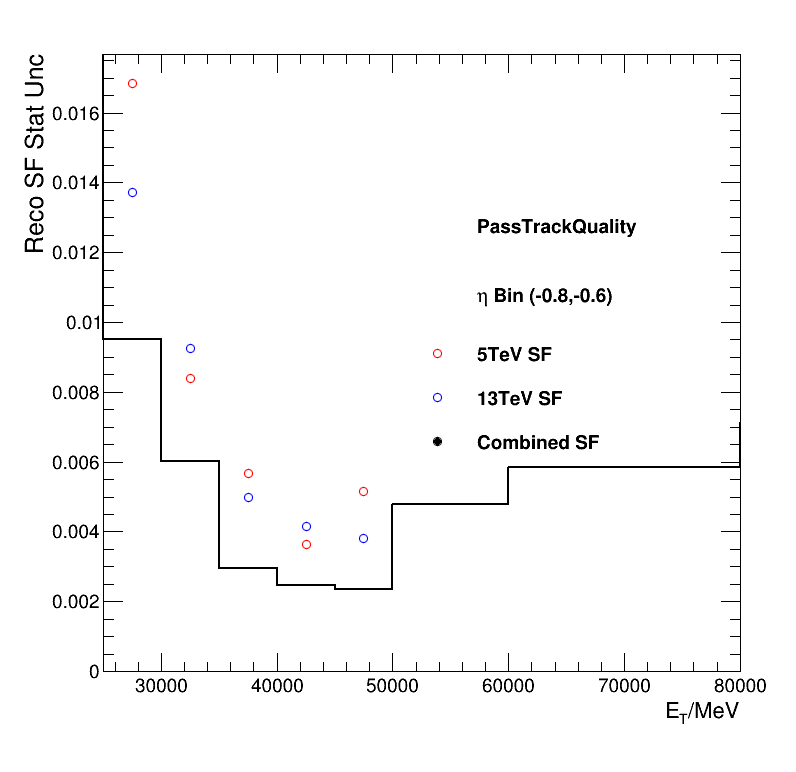 Reco SF Stat Unc
0.016
0.014
0.012
0.01
0.008
0.006
0.004
0.002
0
PassTrackQuality
η Bin (-0.8,-0.6)
5TeV SF
13TeV SF
Combined SF
30000 40000 50000 60000 70000 80000
E_T/MeV